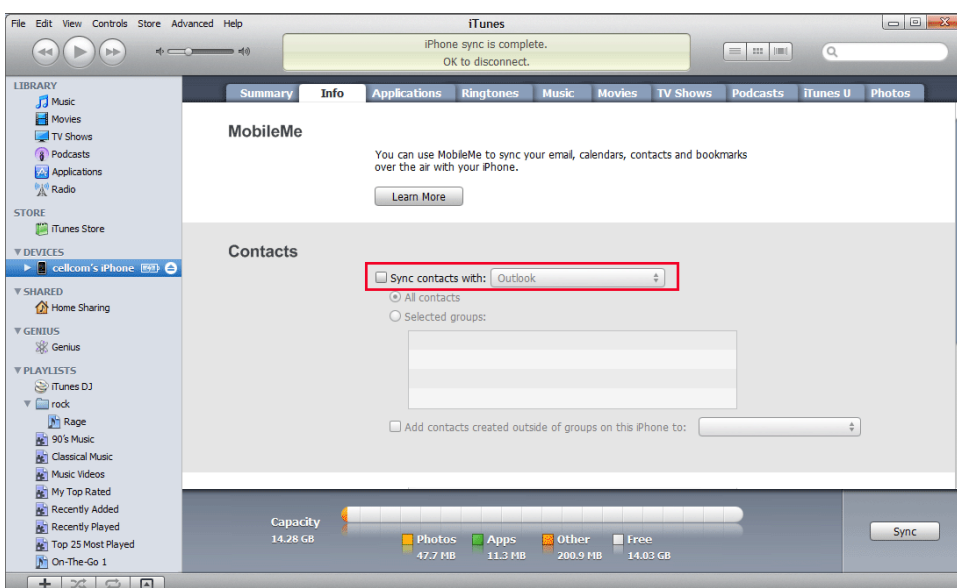 File Edit View Controls Store Advanced Help
iTunes
iPhone sync is complete.
OK to disconnect.
LIBRARY
Music
Movies
TV Shows
Podcasts
Applications
Radio
STORE
iTunes Store
DEVICES
cellcom's iPhone
SHARED
Home Sharing
GENIUS
Genius
PLAYLISTS
iTunes DJ
rock
Rage
90's Music
Classical Music
Music Videos
My Top Rated
Recently Added
Recently Played
Top 25 Most Played
On-The-Go 1
Summary Info Applications Ringtones Music Movies TV Shows Podcasts iTunes U Photos
MobileMe
You can use MobileMe to sync your email, calendars, contacts and bookmarks
over the air with your iPhone.
Learn More
Contacts
Sync contacts with: Outlook
All contacts
Selected groups:
Add contacts created outside of groups on this iPhone to:
Capacity
14.28 GB
Photos Apps Other Free
47.7 MB 11.3 MB 200.9 MB 14.03 GB
Sync